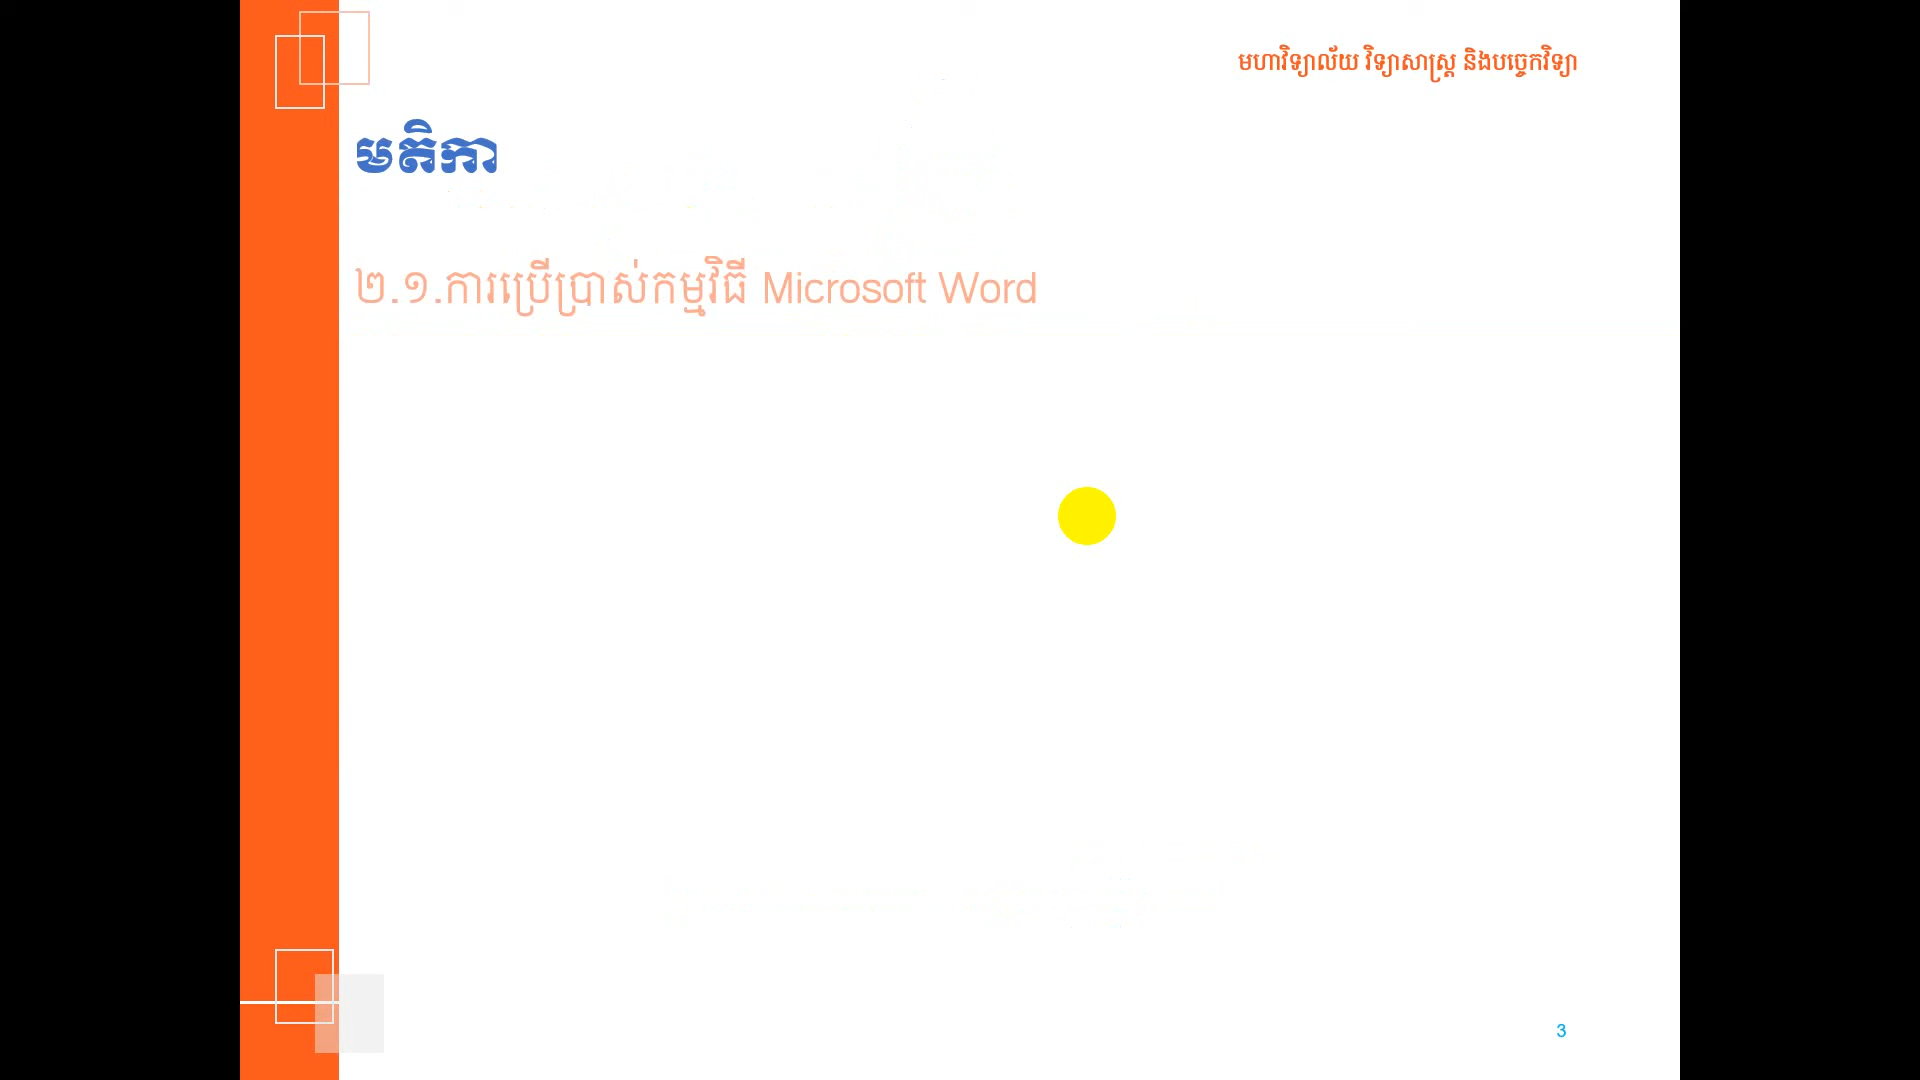 មហាវិទ្យាល័យ វិទ្យាសាស្ត្រ និងបច្ចេកវិទ្យា
មតិកា
២.១.ការប្រើប្រាស់កម្មវិធី Microsoft Word
3